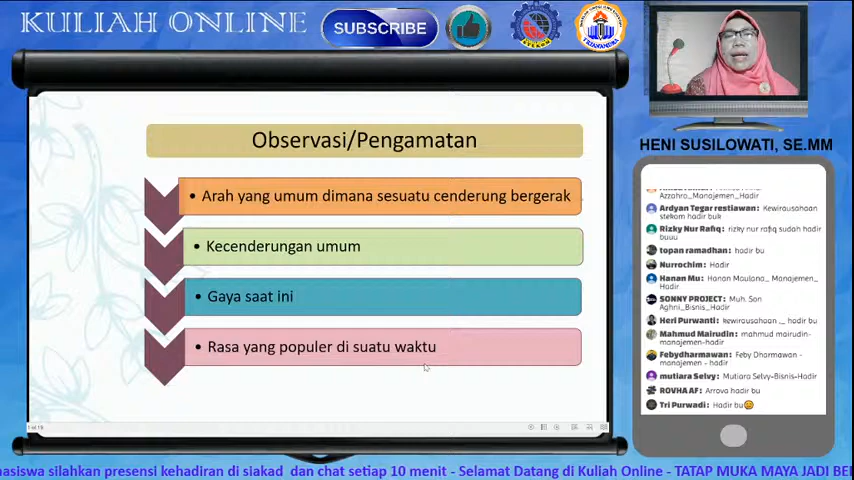 KULIAH ONLINE
SUBSCRIBE
STEKOM
HENI SUSILOWATI, SE.MM
Observasi/Pengamatan
• Arah yang umum dimana sesuatu cenderung bergerak
• Kecenderungan umum
• Gaya saat ini
• Rasa yang populer di suatu waktu
Azzahro_Manajemen_Hadir
Ardyan Tegar restiawan: Kewirausahaan
stekom hadir buk
Rizky Nur Rafiq: rizky nur rafiq sudah hadir
buuu
topan ramadhan: hadir bu
Nurrochim: Hadir
Hanan Mu: Hanan Maulana_ Manajemen_
Hadir
SONNY PROJECT: Muh. Son
Aghni_Bisnis_Hadir
Heri Purwanti: kewirausahaan ,_ hadir bu
Mahmud Mairudin: mahmud mairudin-
manajemen-hadir
Febydharmawan: Feby Dharmawan -
manajemen - hadir
mutiara Selvy: Mutiara Selvy-Bisnis-Hadir
ROVHA AF: Arrova hadir bu
Tri Purwadi: Hadir bu😊
hasiswa silahkan presensi kehadiran di siakad dan chat setiap 10 menit - Selamat Datang di Kuliah Online - TATAP MUKA MAYA JADI BE